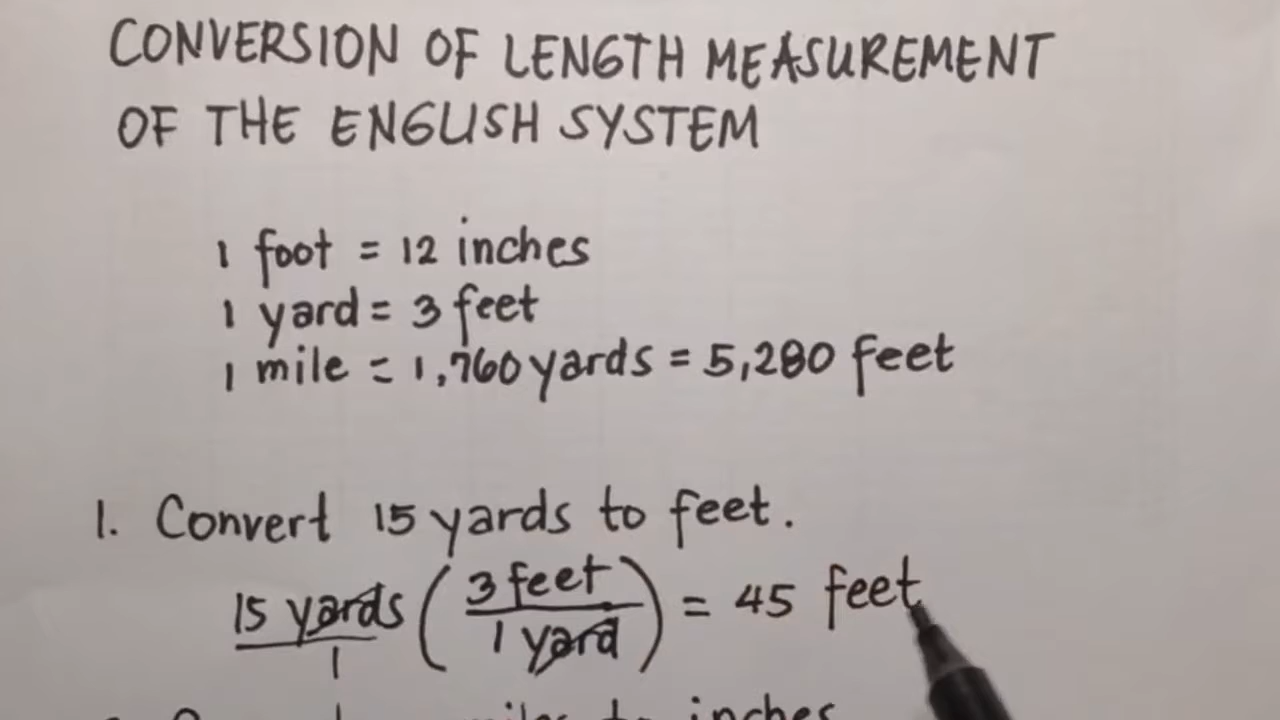 CONVERSION OF LENGTH MEASUREMENT
OF THE ENGLISH SYSTEM
1 foot = 12 inches
1 yard = 3 feet
1 mile = 1,760 yards = 5,280 feet
1. Convert 15 yards to feet.
15 yards/1 (3 feet/1 yard) = 45 feet
to inches